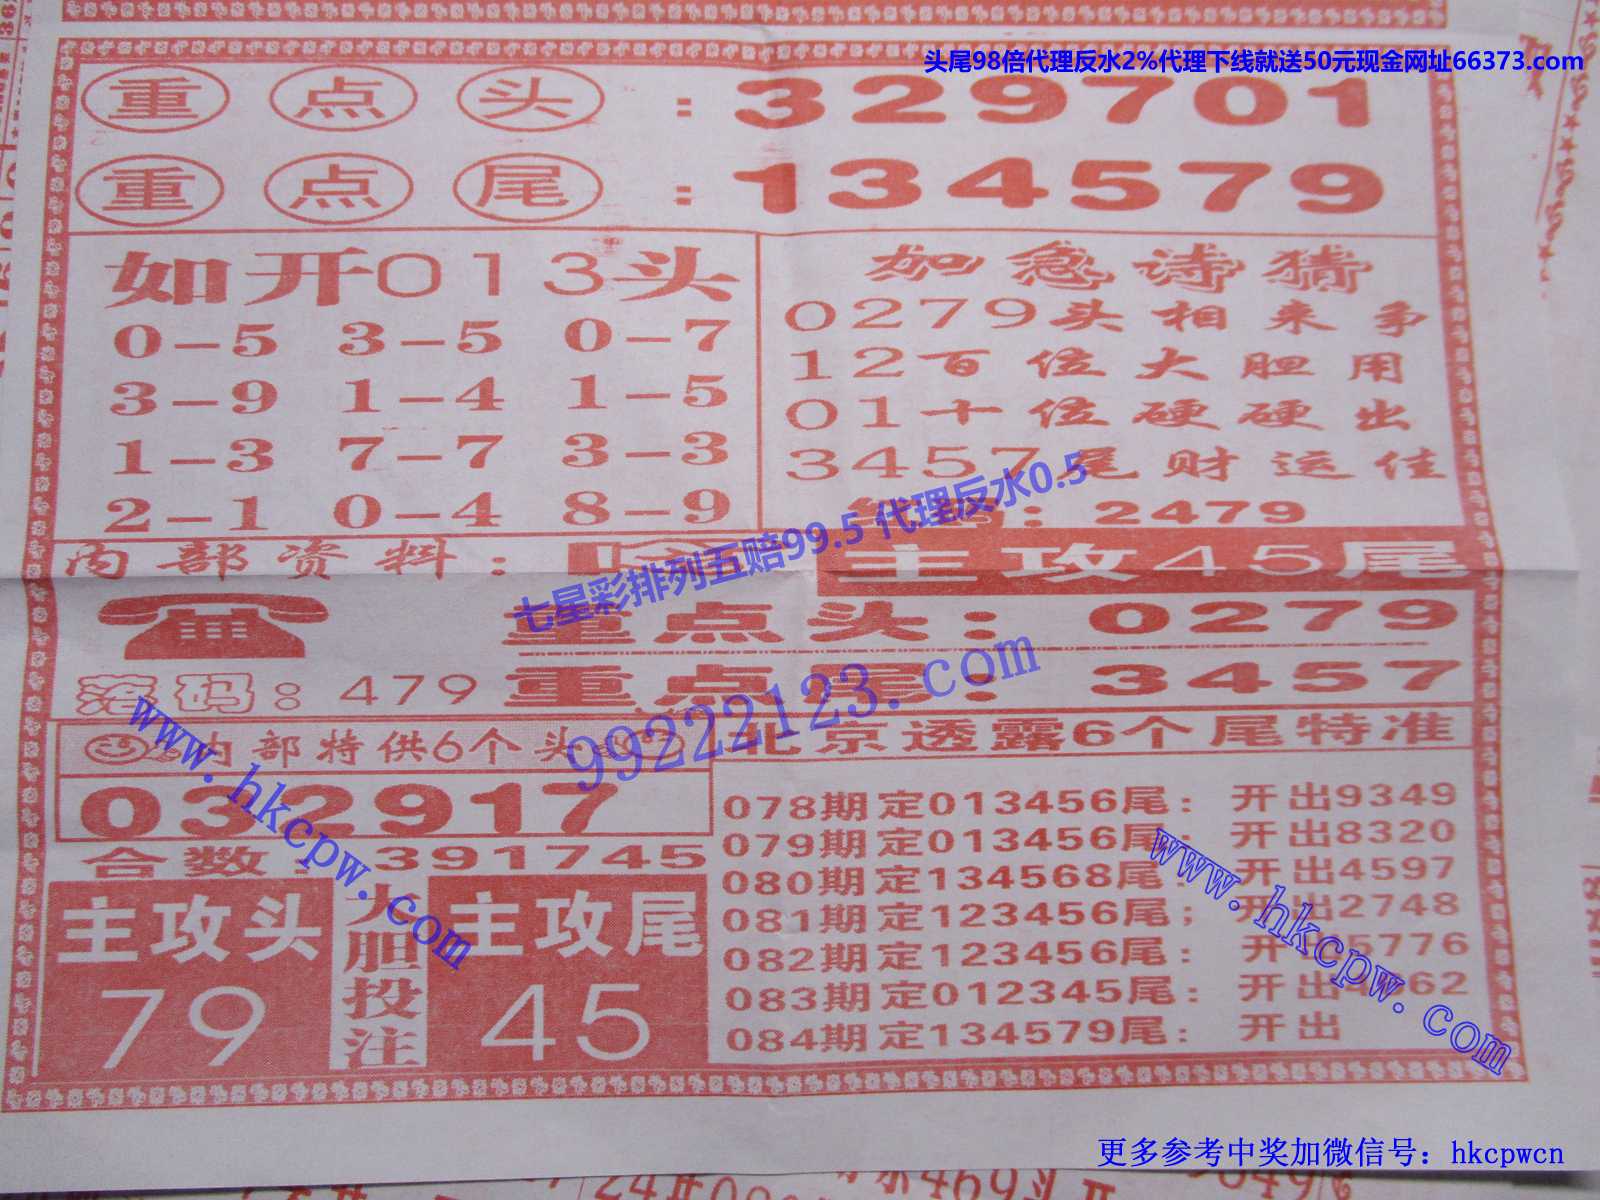 头尾98倍代理反水2%代理下线就送50元现金网址66373.com
重点头:329701
重点尾:134579
如开013头
0-5 3-5 0-7
3-9 1-4 1-5
1-3 7-7 3-3
2-1 0-4 8-9
加急诗猜
0279头相来争
12百位大胆用
01十位硬硬出
3457尾财运佳
:2479
内部资料:
主攻45尾
七星彩排列五赔99.5 代理反水0.5
重点头:0279
落码:479
重点尾:3457
99222123.com
www.hkcpw.com
内部特供6个头
032917
合数:391745
主攻头
79
大胆投注
主攻尾
45
北京透露6个尾特准
078期定013456尾:开出9349
079期定013456尾:开出8320
080期定134568尾:开出4597
081期定123456尾;开出2748
082期定123456尾:开出5776
083期定012345尾:开出4662
084期定134579尾:开出
www.hkcpw.com
更多参考中奖加微信号：hkcpwcn